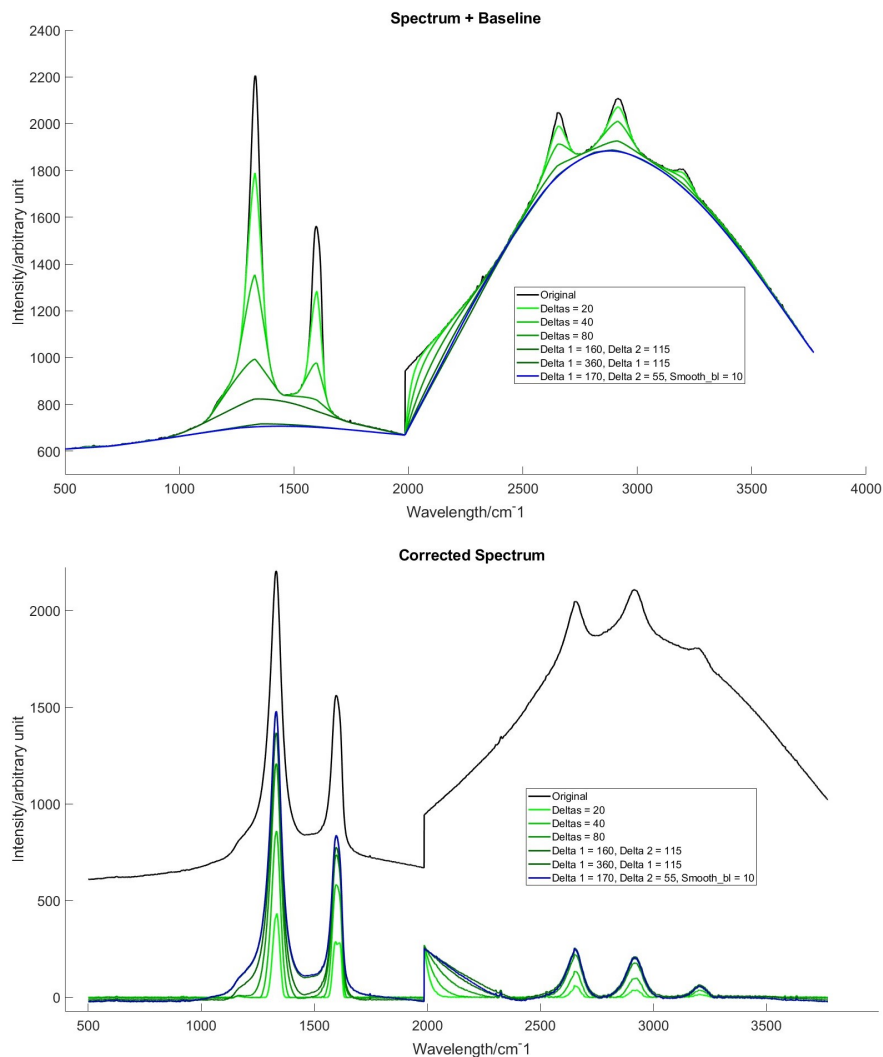 Spectrum + Baseline
2400
2200
2000
1800
1600
1400
1200
1000
800
600
Intensity/arbitrary unit
Original
Deltas = 20
Deltas = 40
Deltas = 80
Delta 1 = 160, Delta 2 = 115
Delta 1 = 360, Delta 1 = 115
Delta 1 = 170, Delta 2 = 55, Smooth_bl = 10
500 1000 1500 2000 2500 3000 3500 4000
Wavelength/cm-1
Corrected Spectrum
2000
1500
1000
500
0
Intensity/arbitrary unit
Original
Deltas = 20
Deltas = 40
Deltas = 80
Delta 1 = 160, Delta 2 = 115
Delta 1 = 360, Delta 1 = 115
Delta 1 = 170, Delta 2 = 55, Smooth_bl = 10
500 1000 1500 2000 2500 3000 3500
Wavelength/cm-1